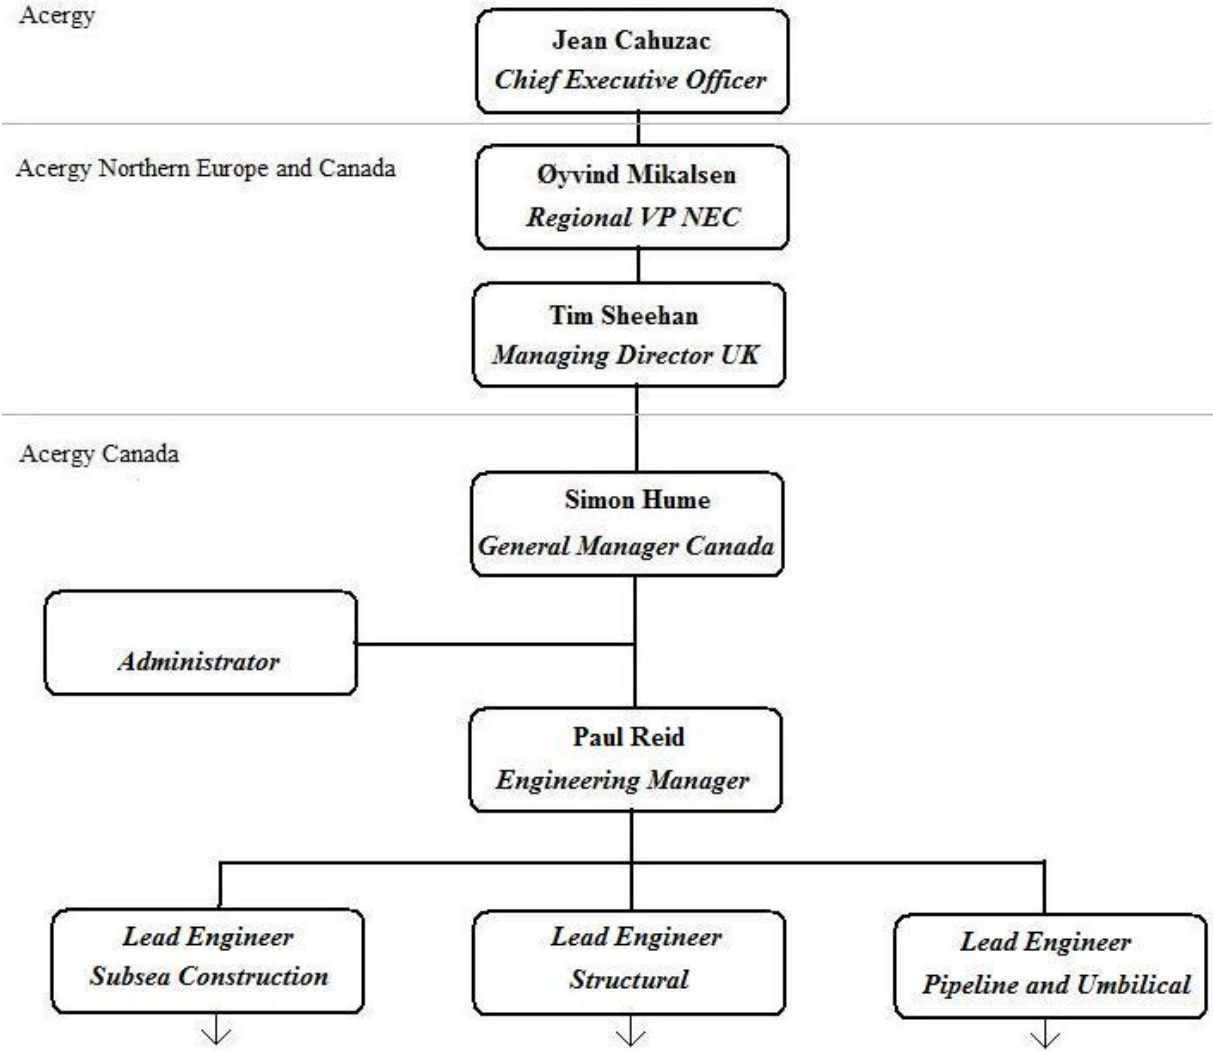 Acergy
Jean Cahuzac
Chief Executive Officer
Acergy Northern Europe and Canada
Øyvind Mikalsen
Regional VP NEC
Tim Sheehan
Managing Director UK
Acergy Canada
Simon Hume
General Manager Canada
Administrator
Paul Reid
Engineering Manager
Lead Engineer
Subsea Construction
Lead Engineer
Structural
Lead Engineer
Pipeline and Umbilical